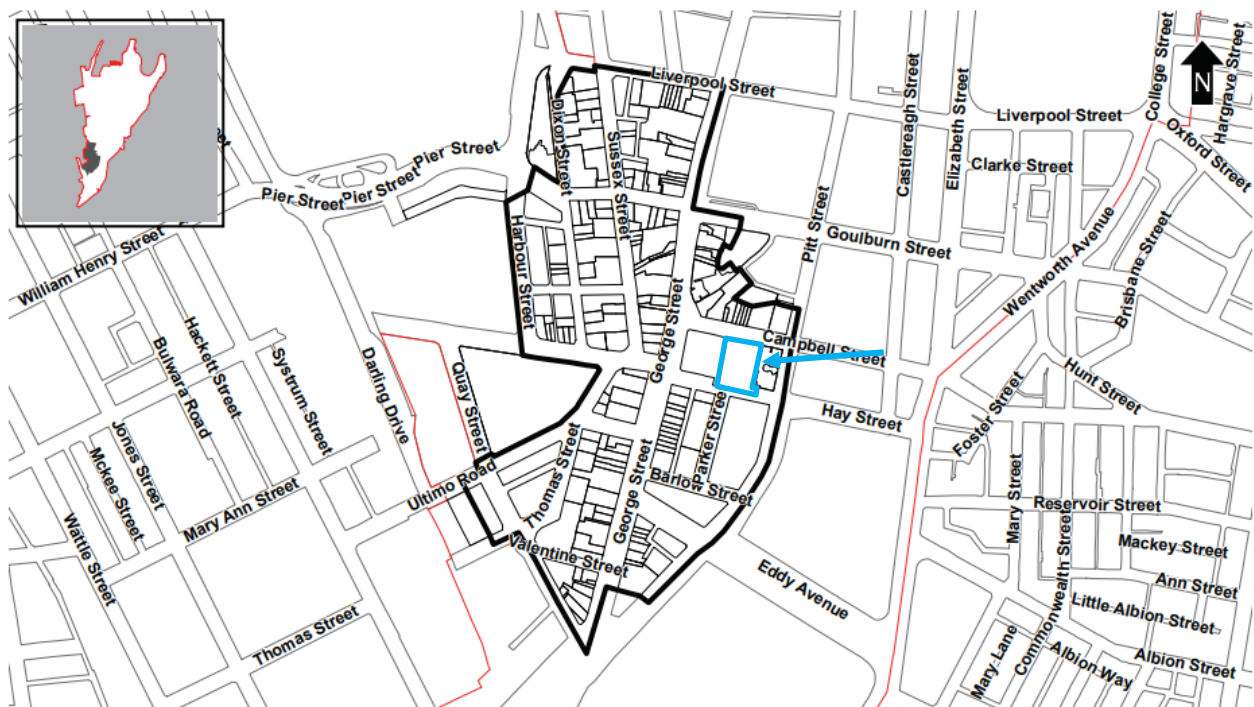 Liverpool Street
Dixon Street
Sussex Street
Castlereagh Street
Elizabeth Street
College Street
Hargrave Street
N
Liverpool Street
Oxford Street
Clarke Street
Pier Street
Pier Street
Pier Street
Harbour Street
Pitt Street
Goulburn Street
Wentworth Avenue
Brisbane Street
William Henry Street
Hackett Street
Bulwara Road
Systrum Street
Darling Drive
Quay Street
George Street
Campbell Street
Hay Street
Hunt Street
Foster Street
Jones Street
Mckee Street
Wattle Street
Mary Ann Street
Ultimo Road
Thomas Street
George Street
Parker Street
Barlow Street
Valentine Street
Eddy Avenue
Mary Street
Reservoir Street
Mackey Street
Ann Street
Commonwealth Street
Little Albion Street
Albion Street
Albion Way
Mary Lane
Thomas Street